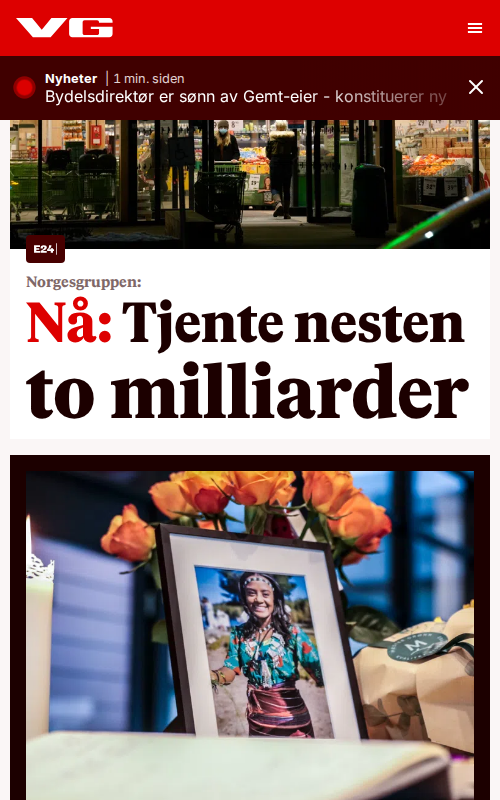 VG
Nyheter | 1 min. siden
Bydelsdirektør er sønn av Gemt-eier - konstituerer ny
E24
Norgesgruppen:
Nå: Tjente nesten
to milliarder